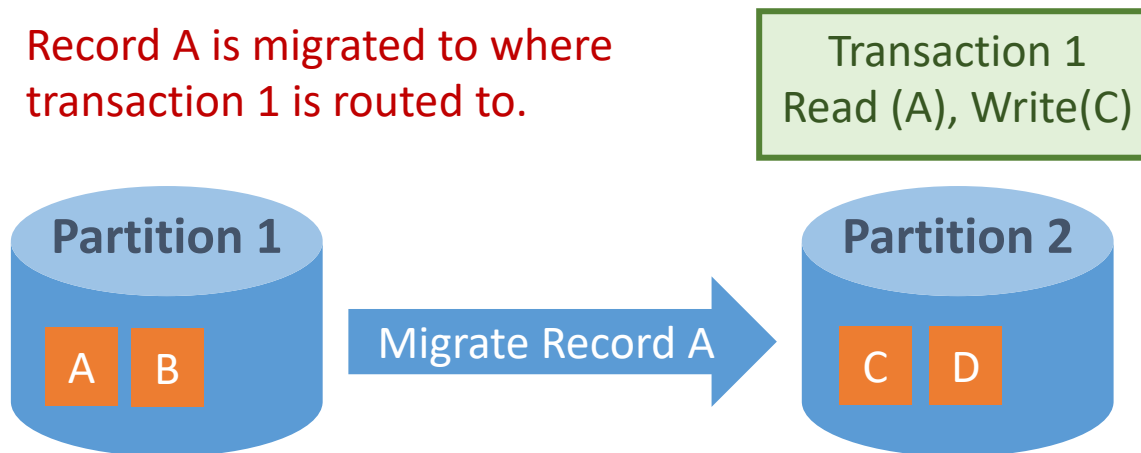 Record A is migrated to where
transaction 1 is routed to.
Transaction 1
Read (A), Write(C)
Partition 1
Partition 2
Migrate Record A
A B
C D